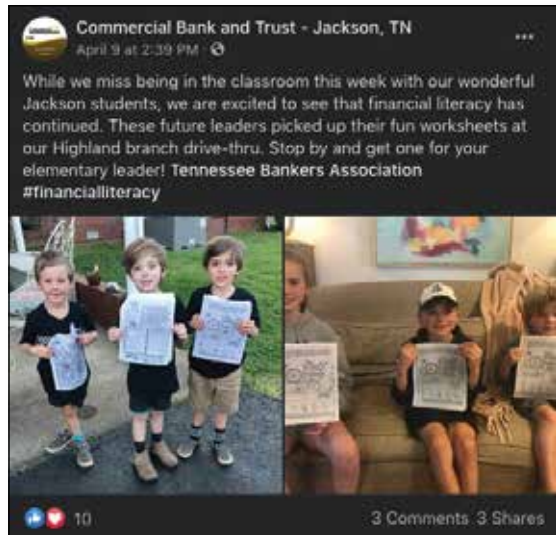 Commercial Bank and Trust - Jackson, TN
April 9 at 2:39 PM ·
While we miss being in the classroom this week with our wonderful
Jackson students, we are excited to see that financial literacy has
continued. These future leaders picked up their fun worksheets at
our Highland branch drive-thru. Stop by and get one for your
elementary leader! Tennessee Bankers Association
#financialliteracy
10
3 Comments 3 Shares